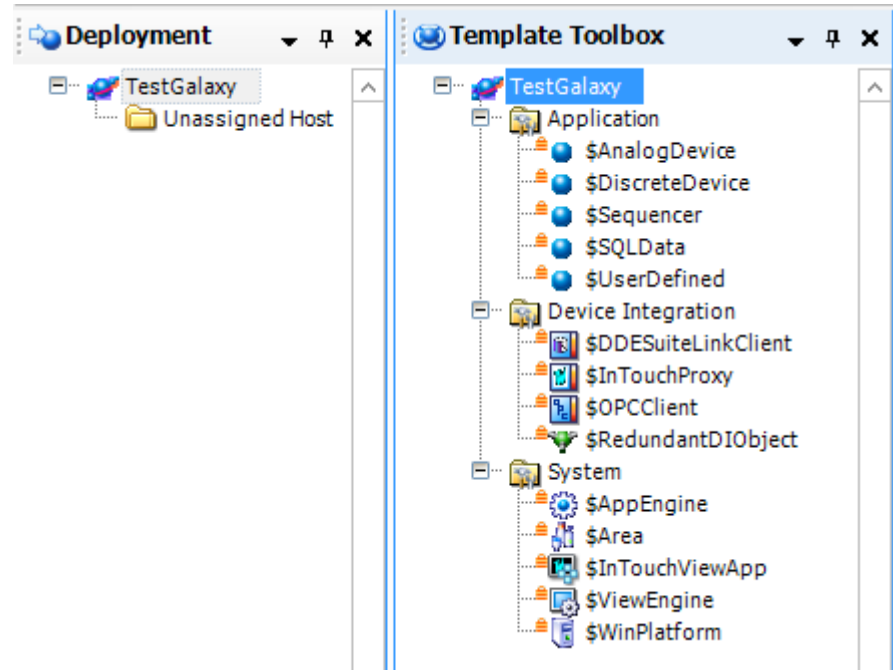 Deployment
TestGalaxy
Unassigned Host
Template Toolbox
TestGalaxy
Application
$AnalogDevice
$DiscreteDevice
$Sequencer
$SQLData
$UserDefined
Device Integration
$DDESuiteLinkClient
$InTouchProxy
$OPCClient
$RedundantDIObject
System
$AppEngine
$Area
$InTouchViewApp
$ViewEngine
$WinPlatform